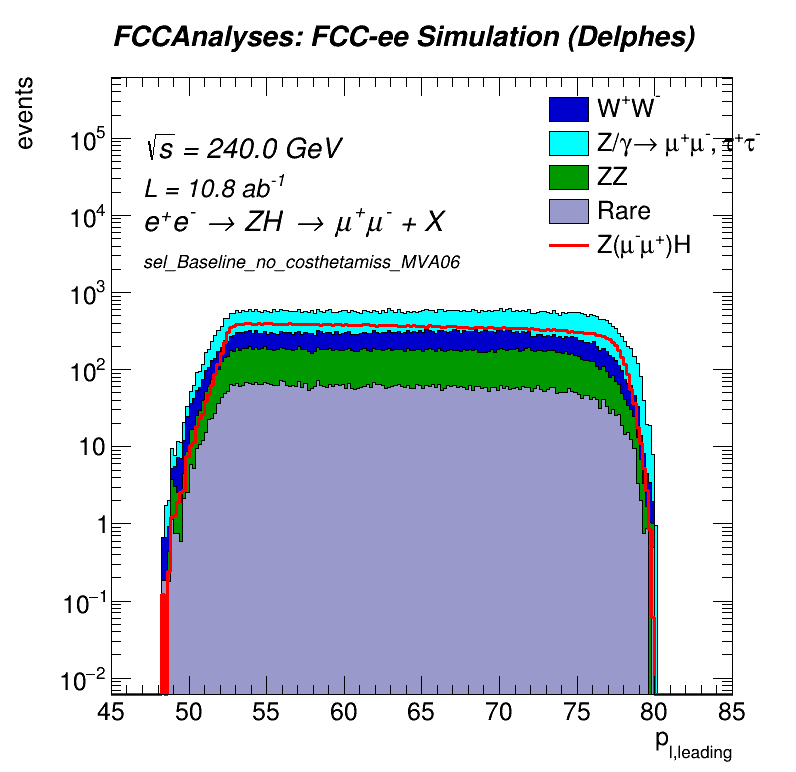 FCCAnalyses: FCC-ee Simulation (Delphes)
events
√s = 240.0 GeV
L = 10.8 ab⁻¹
e⁺e⁻ → ZH → μ⁺μ⁻ + X
sel_Baseline_no_costhetamiss_MVA06
W⁺W⁻
Z/γ→ μ⁺μ⁻, τ⁺τ⁻
ZZ
Rare
Z(μ⁻μ⁺)H
10⁵
10⁴
10³
10²
10
1
10⁻¹
10⁻²
45 50 55 60 65 70 75 80 85
p_l,leading